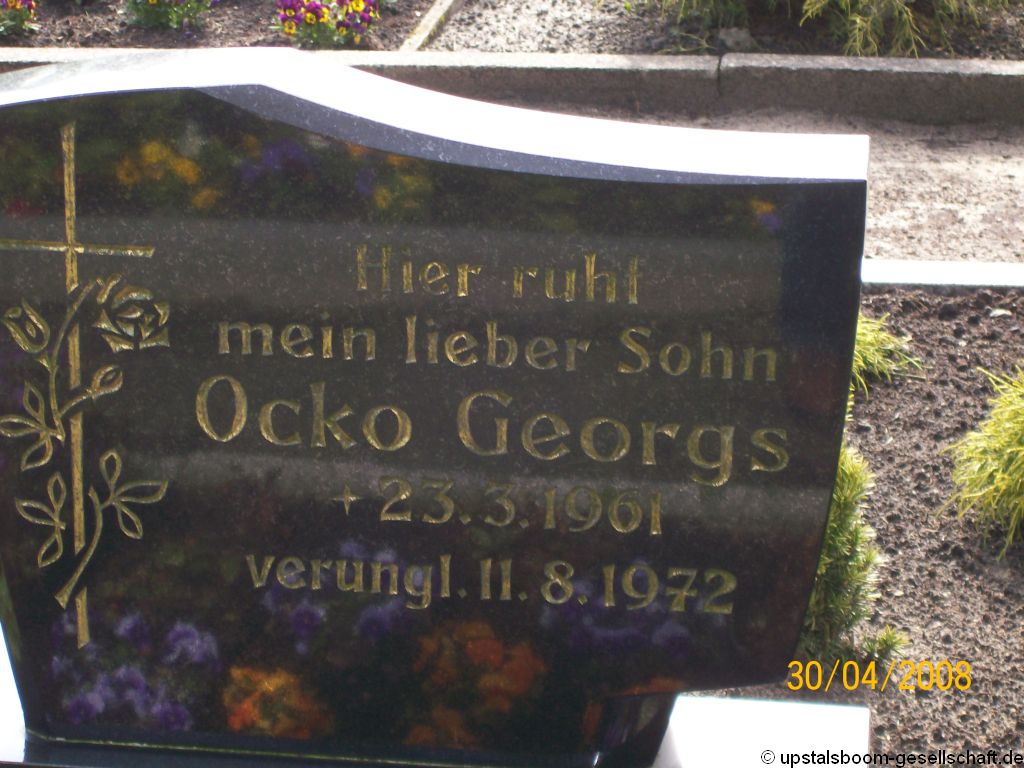 Hier ruht
mein lieber Sohn
Ocko Georgs
+ 23.3.1961
verungl. 11.8.1972
30/04/2008
© upstalsboom-gesellschaft.de